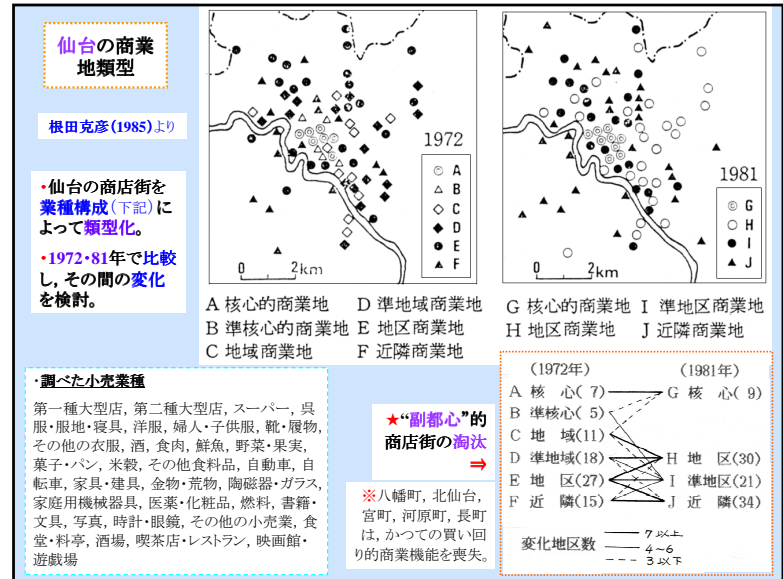 仙台の商業
地類型
根田克彦(1985)より
・仙台の商店街を
業種構成(下記)に
よって類型化。
・1972・81年で比較
し，その間の変化
を検討。
1972
A
B
C
D
E
F
0 2km
1981
G
H
I
J
0 2km
A 核心的商業地 D 準地域商業地
B 準核心的商業地 E 地区商業地
C 地域商業地 F 近隣商業地
G 核心的商業地 I 準地区商業地
H 地区商業地 J 近隣商業地
・調べた小売業種
第一種大型店，第二種大型店，スーパー，呉
服・服地・寝具，洋服，婦人・子供服，靴・履物，
その他の衣服，酒，食肉，鮮魚，野菜・果実，
菓子・パン，米穀，その他食料品，自動車，自
転車，家具・建具，金物・荒物，陶磁器・ガラス，
家庭用機械器具，医薬・化粧品，燃料，書籍・
文具，写真，時計・眼鏡，その他の小売業，食
堂・料亭，酒場，喫茶店・レストラン，映画館・
遊戯場
★“副都心”的
商店街の淘汰
⇒
※八幡町，北仙台，
宮町，河原町，長町
は，かつての買い回
り的商業機能を喪失。
(1972年) (1981年)
A 核 心( 7) G 核 心( 9)
B 準核心( 5)
C 地 域(11)
D 準地域(18) H 地 区(30)
E 地 区(27) I 準地区(21)
F 近 隣(15) J 近 隣(34)
変化地区数
7以上
4~6
3以下